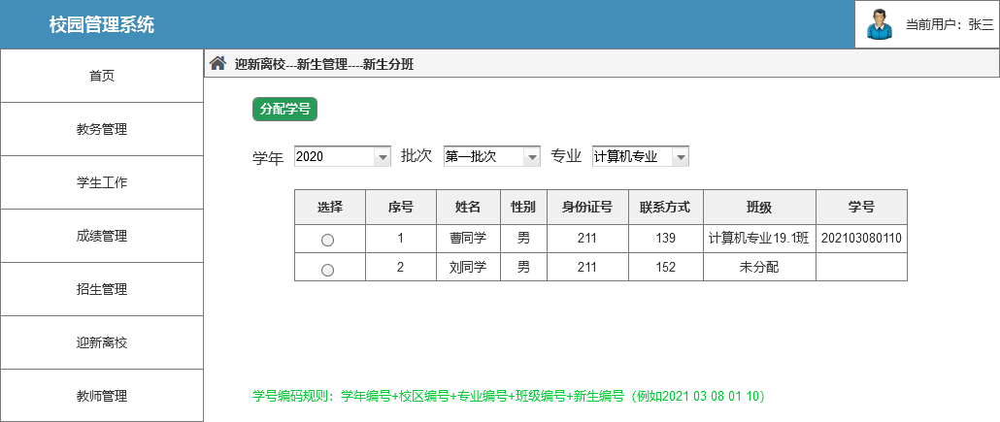 校园管理系统
当前用户：张三
首页
教务管理
学生工作
成绩管理
招生管理
迎新离校
教师管理
迎新离校---新生管理----新生分班
分配学号
学年 2020 批次 第一批次 专业 计算机专业
选择 序号 姓名 性别 身份证号 联系方式 班级 学号
1 曹同学 男 211 139 计算机专业19.1班 202103080110
2 刘同学 男 211 152 未分配
学号编码规则：学年编号+校区编号+专业编号+班级编号+新生编号（例如2021 03 08 01 10）